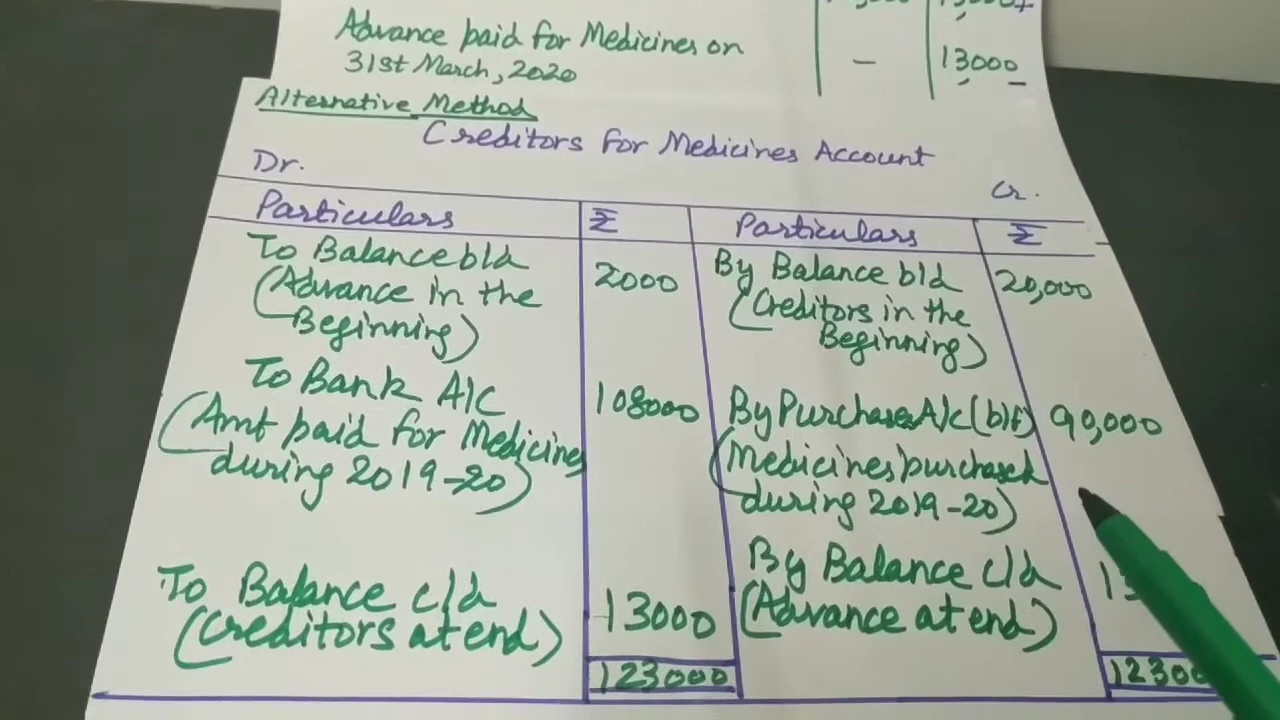 Advance paid for Medicines on
31st March, 2020 – 13000
Alternative Method
Creditors for Medicines Account
Dr. Cr.
Particulars ₹ Particulars ₹
To Balance b/d 2000 By Balance b/d 20,000
(Advance in the (Creditors in the
Beginning) Beginning)
To Bank A/C 108000 By Purchases A/c (b/f) 90,000
(Amt paid for Medicines (Medicines purchased
during 2019-20) during 2019-20)
To Balance c/d 13000 By Balance c/d
(Creditors at end) (Advance at end)
123000